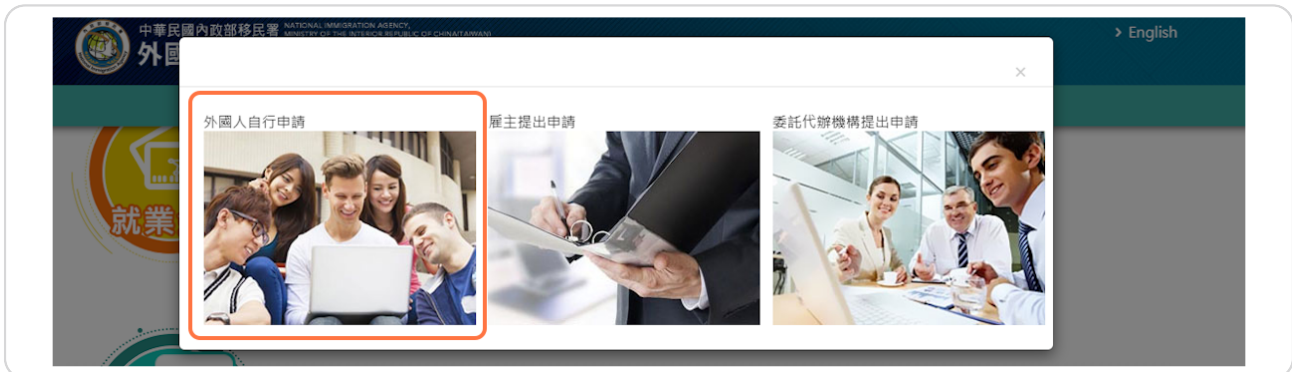 中華民國內政部移民署 NATIONAL IMMIGRATION AGENCY,
MINISTRY OF THE INTERIOR REPUBLIC OF CHINA(TAIWAN)
外國
> English
×
外國人自行申請
雇主提出申請
委託代辦機構提出申請
就業